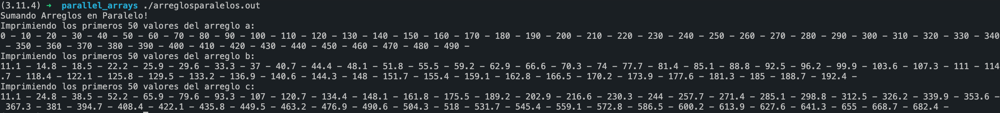 (3.11.4) → parallel_arrays ./arreglosparalelos.out
Sumando Arreglos en Paralelo!
Imprimiendo los primeros 50 valores del arreglo a:
0 - 10 - 20 - 30 - 40 - 50 - 60 - 70 - 80 - 90 - 100 - 110 - 120 - 130 - 140 - 150 - 160 - 170 - 180 - 190 - 200 - 210 - 220 - 230 - 240 - 250 - 260 - 270 - 280 - 290 - 300 - 310 - 320 - 330 - 340
- 350 - 360 - 370 - 380 - 390 - 400 - 410 - 420 - 430 - 440 - 450 - 460 - 470 - 480 - 490 -
Imprimiendo los primeros 50 valores del arreglo b:
11.1 - 14.8 - 18.5 - 22.2 - 25.9 - 29.6 - 33.3 - 37 - 40.7 - 44.4 - 48.1 - 51.8 - 55.5 - 59.2 - 62.9 - 66.6 - 70.3 - 74 - 77.7 - 81.4 - 85.1 - 88.8 - 92.5 - 96.2 - 99.9 - 103.6 - 107.3 - 111 - 114
.7 - 118.4 - 122.1 - 125.8 - 129.5 - 133.2 - 136.9 - 140.6 - 144.3 - 148 - 151.7 - 155.4 - 159.1 - 162.8 - 166.5 - 170.2 - 173.9 - 177.6 - 181.3 - 185 - 188.7 - 192.4 -
Imprimiendo los primeros 50 valores del arreglo c:
11.1 - 24.8 - 38.5 - 52.2 - 65.9 - 79.6 - 93.3 - 107 - 120.7 - 134.4 - 148.1 - 161.8 - 175.5 - 189.2 - 202.9 - 216.6 - 230.3 - 244 - 257.7 - 271.4 - 285.1 - 298.8 - 312.5 - 326.2 - 339.9 - 353.6 -
367.3 - 381 - 394.7 - 408.4 - 422.1 - 435.8 - 449.5 - 463.2 - 476.9 - 490.6 - 504.3 - 518 - 531.7 - 545.4 - 559.1 - 572.8 - 586.5 - 600.2 - 613.9 - 627.6 - 641.3 - 655 - 668.7 - 682.4 -